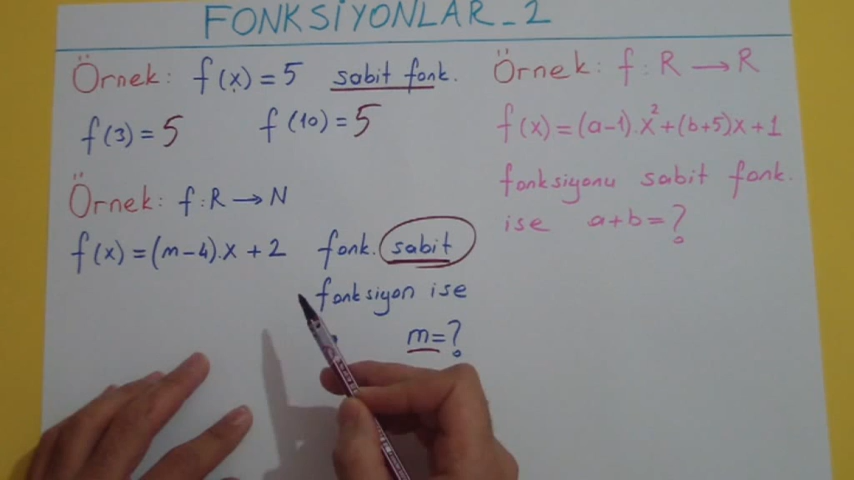 FONKSİYONLAR_2
Örnek: f(x) = 5 sabit fonk.
f(3) = 5 f(10) = 5
Örnek: f:R → N
f(x) = (m-4).x + 2 fonk. sabit
fonksiyon ise
m=?
Örnek: f:R → R
f(x) = (a-1).x² + (b+5)x + 1
fonksiyonu sabit fonk.
ise a+b=?